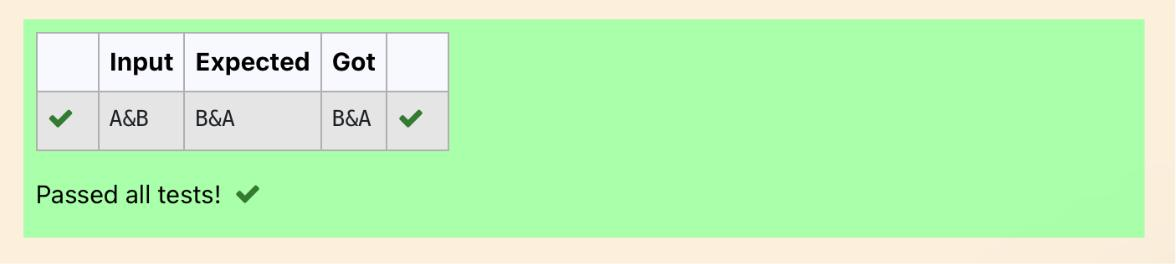 Input Expected Got
A&B B&A B&A
Passed all tests!